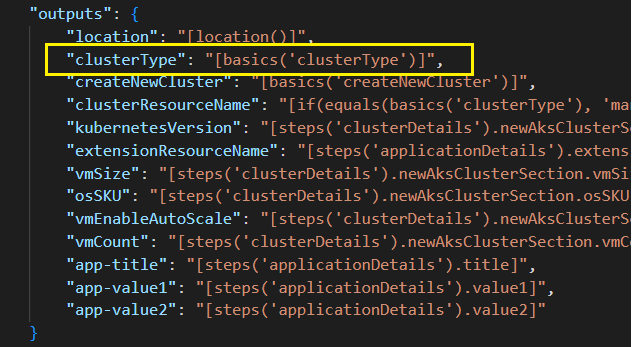 "outputs": {
"location": "[location()]",
"clusterType": "[basics('clusterType')]",
"createNewCluster": "[basics('createNewCluster')]",
"clusterResourceName": "[if(equals(basics('clusterType'), 'ma
"kubernetesVersion": "[steps('clusterDetails').newAksClusterSe
"extensionResourceName": "[steps('applicationDetails').extens
"vmSize": "[steps('clusterDetails').newAksClusterSection.vmSi
"osSKU": "[steps('clusterDetails').newAksClusterSection.osSKU
"vmEnableAutoScale": "[steps('clusterDetails').newAksClusterSe
"vmCount": "[steps('clusterDetails').newAksClusterSection.vmCo
"app-title": "[steps('applicationDetails').title]",
"app-value1": "[steps('applicationDetails').value1]",
"app-value2": "[steps('applicationDetails').value2]"
}